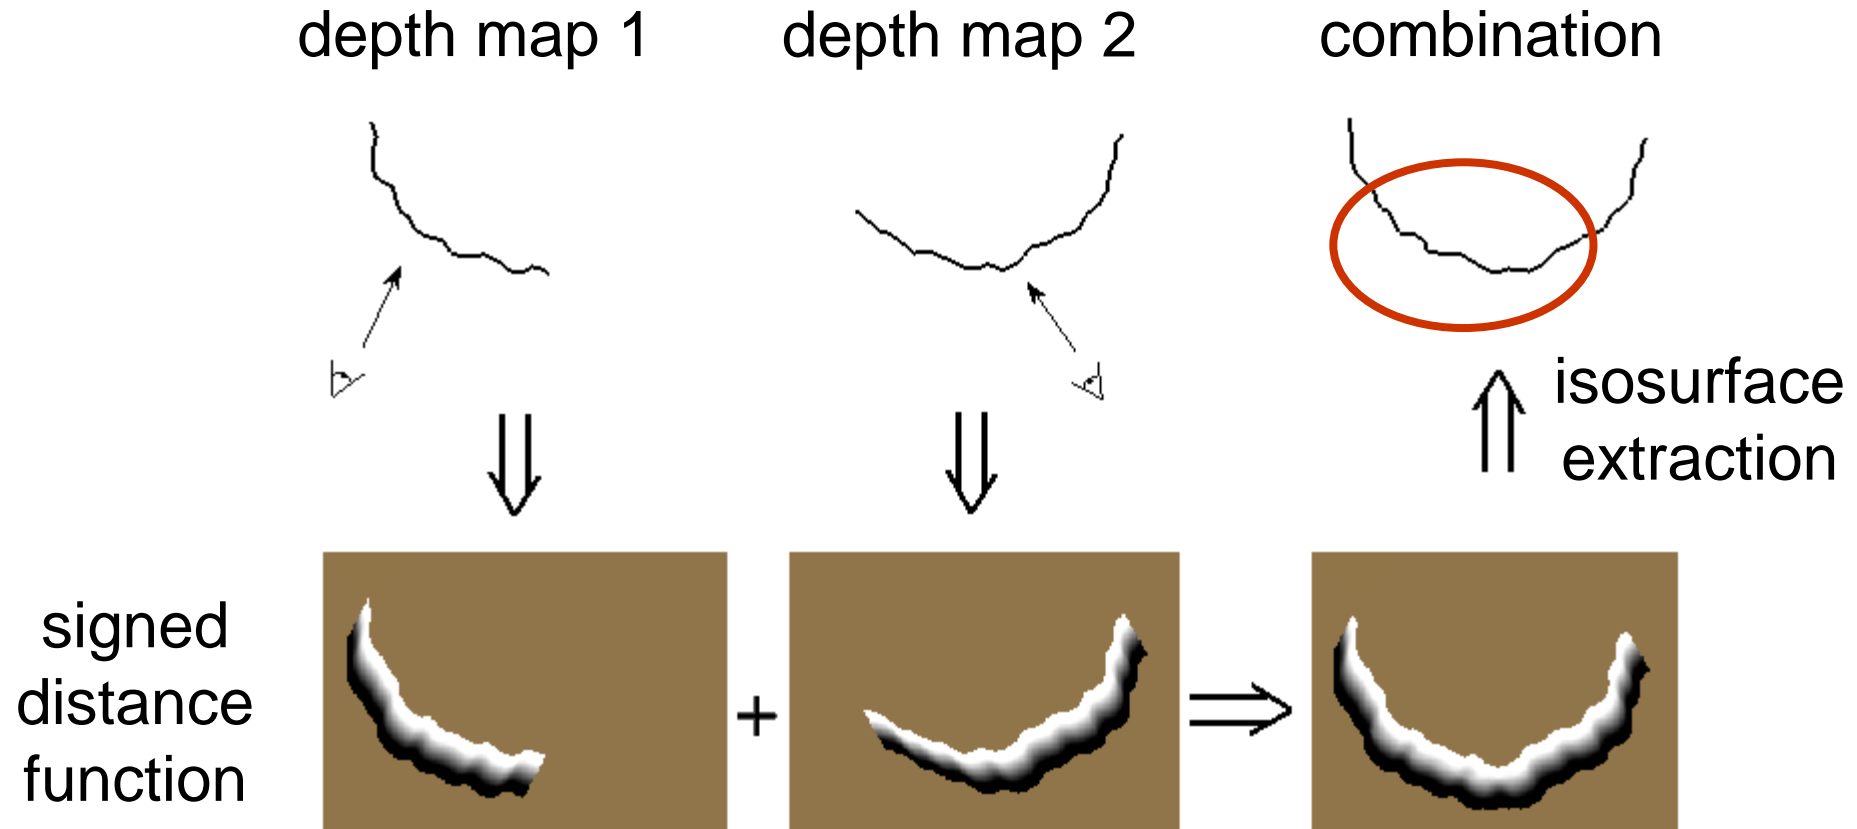 depth map 1
depth map 2
combination
isosurface
extraction
signed
distance
function
+